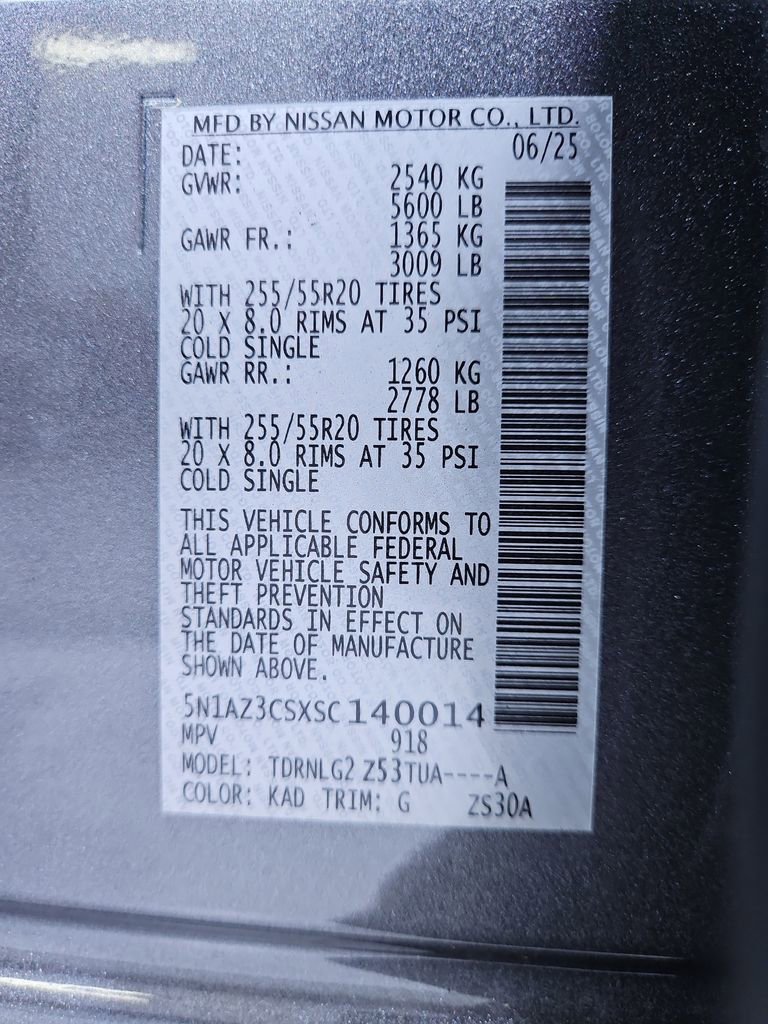 MFD BY NISSAN MOTOR CO., LTD.
DATE: 06/25
GVWR: 2540 KG
5600 LB
GAWR FR.: 1365 KG
3009 LB
WITH 255/55R20 TIRES
20 X 8.0 RIMS AT 35 PSI
COLD SINGLE
GAWR RR.: 1260 KG
2778 LB
WITH 255/55R20 TIRES
20 X 8.0 RIMS AT 35 PSI
COLD SINGLE
THIS VEHICLE CONFORMS TO
ALL APPLICABLE FEDERAL
MOTOR VEHICLE SAFETY AND
THEFT PREVENTION
STANDARDS IN EFFECT ON
THE DATE OF MANUFACTURE
SHOWN ABOVE.
5N1AZ3CSXSC140014
MPV 918
MODEL: TDRNLG2 Z53TUA----A
COLOR: KAD TRIM: G ZS30A